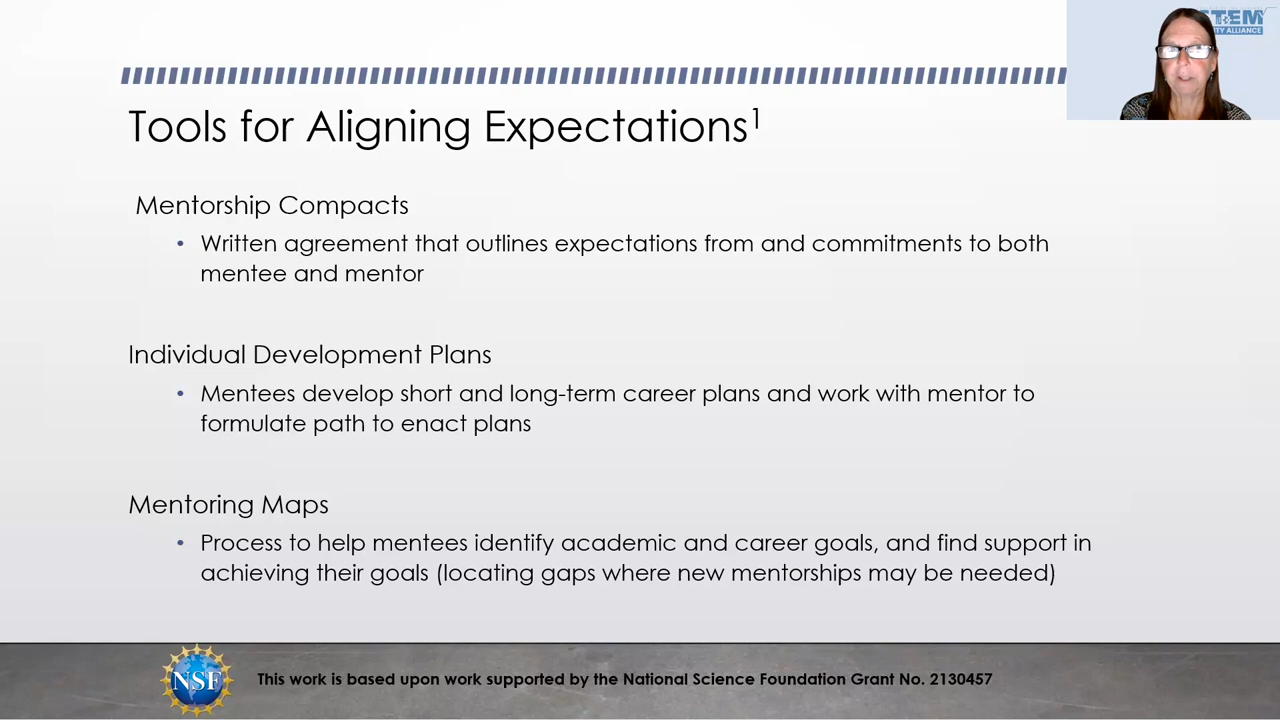 STEM
ITY ALLIANCE
Tools for Aligning Expectations1
Mentorship Compacts
• Written agreement that outlines expectations from and commitments to both
mentee and mentor
Individual Development Plans
• Mentees develop short and long-term career plans and work with mentor to
formulate path to enact plans
Mentoring Maps
• Process to help mentees identify academic and career goals, and find support in
achieving their goals (locating gaps where new mentorships may be needed)
NSF
This work is based upon work supported by the National Science Foundation Grant No. 2130457